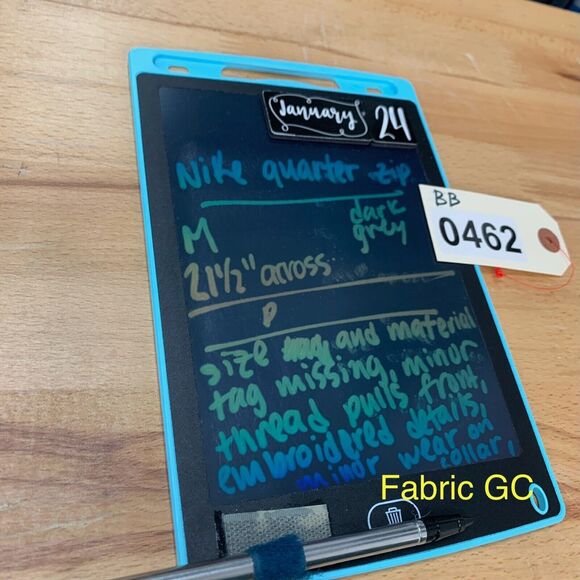 January 24
Nike quarter zip
BB
0462
M dark grey
21½" across
P
size tag and material
tag missing, minor
thread pulls front,
embroidered details,
minor wear on collar,
Fabric GC